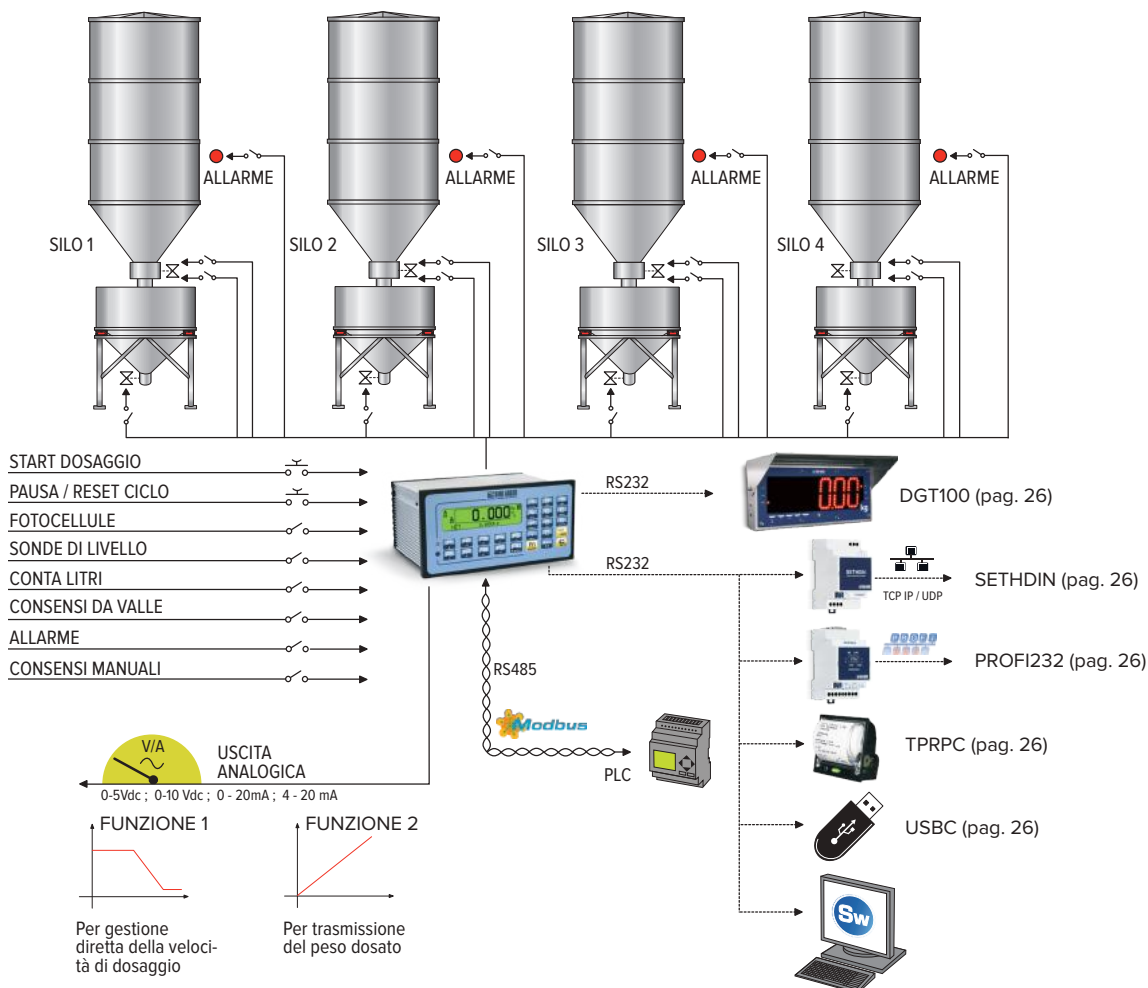 ALLARME
ALLARME
ALLARME
ALLARME
SILO 1
SILO 2
SILO 3
SILO 4
START DOSAGGIO
PAUSA / RESET CICLO
FOTOCELLULE
SONDE DI LIVELLO
CONTA LITRI
CONSENSI DA VALLE
ALLARME
CONSENSI MANUALI
0.000
RS232
0.00
kg
DGT100 (pag. 26)
RS232
SETHDIN
TCP IP / UDP
SETHDIN (pag. 26)
PROFI232 (pag. 26)
RS485
Modbus
PLC
TPRPC (pag. 26)
USBC (pag. 26)
Sw
V/A
USCITA
ANALOGICA
0-5Vdc ; 0-10 Vdc ; 0 - 20mA ; 4 - 20 mA
FUNZIONE 1
Per gestione
diretta della veloci-
tà di dosaggio
FUNZIONE 2
Per trasmissione
del peso dosato